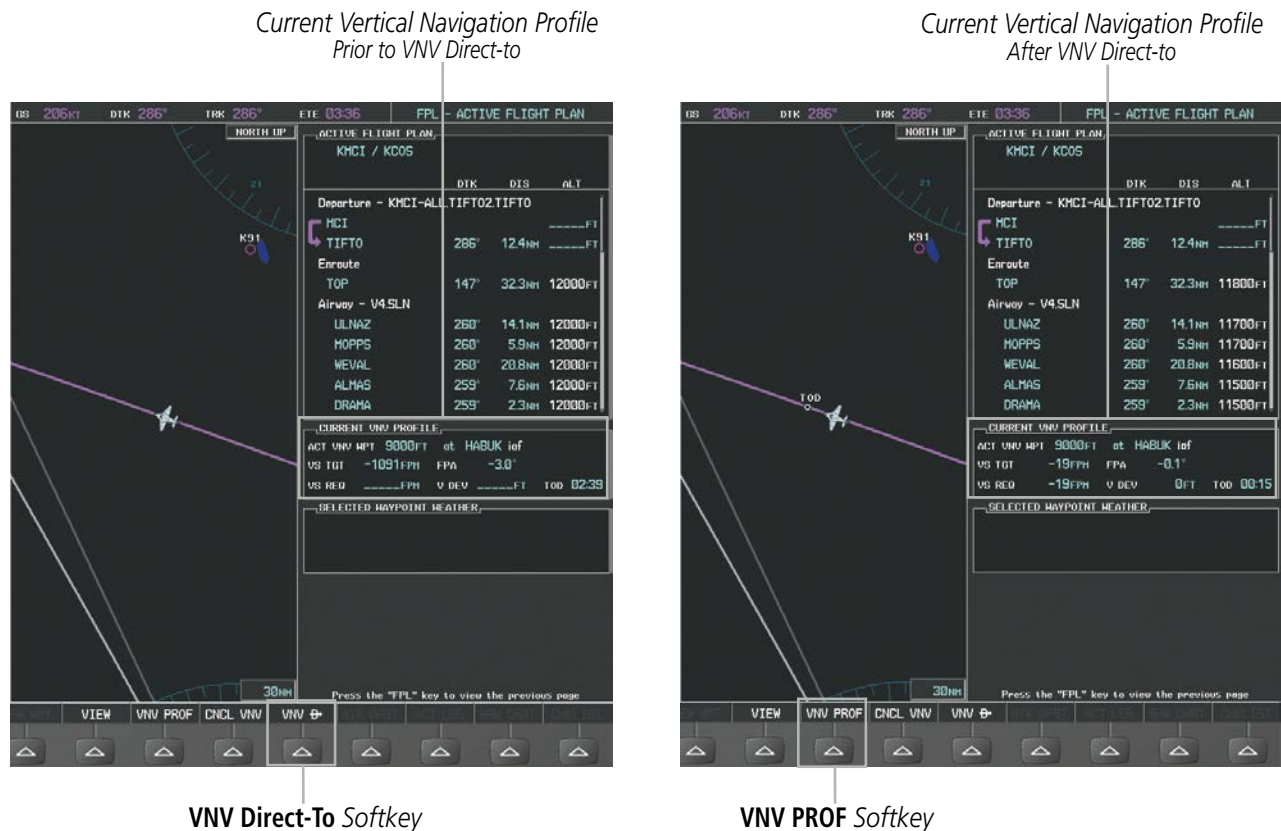 Current Vertical Navigation Profile
Prior to VNV Direct-to
GS 206KT DTK 286° TRK 286° ETE 03:36 FPL - ACTIVE FLIGHT PLAN
NORTH UP
21
K91
30NM
ACTIVE FLIGHT PLAN
KMCI / KCOS
DTK DIS ALT
Departure - KMCI-ALL.TIFTO2.TIFTO
MCI _____FT
TIFTO 286° 12.4NM _____FT
Enroute
TOP 147° 32.3NM 12000FT
Airway - V4.SLN
ULNAZ 260° 14.1NM 12000FT
MOPPS 260° 5.9NM 12000FT
WEVAL 260° 20.8NM 12000FT
ALMAS 259° 7.6NM 12000FT
DRAMA 259° 2.3NM 12000FT
CURRENT VNV PROFILE
ACT VNV WPT 9000FT at HABUK iaf
VS TGT -1091FPM FPA -3.0°
VS REQ _____FPM V DEV _____FT TOD 02:39
SELECTED WAYPOINT WEATHER
Press the "FPL" key to view the previous page
VIEW VNV PROF CNCL VNV VNV D→
VNV Direct-To Softkey
Current Vertical Navigation Profile
After VNV Direct-to
GS 206KT DTK 286° TRK 286° ETE 03:36 FPL - ACTIVE FLIGHT PLAN
NORTH UP
21
K91
TOD
30NM
ACTIVE FLIGHT PLAN
KMCI / KCOS
DTK DIS ALT
Departure - KMCI-ALL.TIFTO2.TIFTO
MCI _____FT
TIFTO 286° 12.4NM _____FT
Enroute
TOP 147° 32.3NM 11800FT
Airway - V4.SLN
ULNAZ 260° 14.1NM 11700FT
MOPPS 260° 5.9NM 11700FT
WEVAL 260° 20.8NM 11600FT
ALMAS 259° 7.6NM 11500FT
DRAMA 259° 2.3NM 11500FT
CURRENT VNV PROFILE
ACT VNV WPT 9000FT at HABUK iaf
VS TGT -19FPM FPA -0.1°
VS REQ -19FPM V DEV 0FT TOD 00:15
SELECTED WAYPOINT WEATHER
Press the "FPL" key to view the previous page
VIEW VNV PROF CNCL VNV VNV D→
VNV PROF Softkey